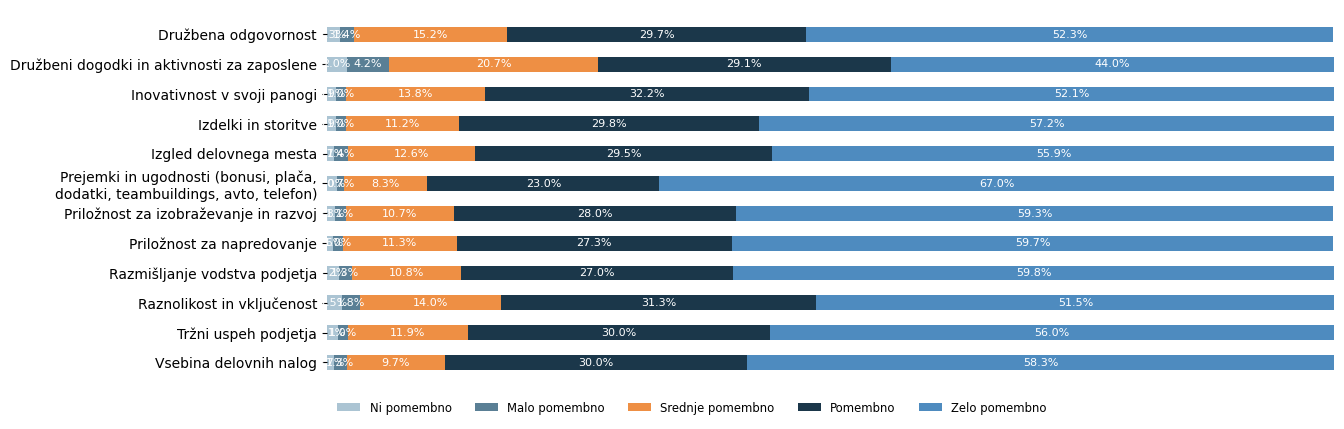 Družbena odgovornost 15.2% 29.7% 52.3%
Družbeni dogodki in aktivnosti za zaposlene 4.2% 20.7% 29.1% 44.0%
Inovativnost v svoji panogi 13.8% 32.2% 52.1%
Izdelki in storitve 11.2% 29.8% 57.2%
Izgled delovnega mesta 12.6% 29.5% 55.9%
Prejemki in ugodnosti (bonusi, plača,
dodatki, teambuildings, avto, telefon) 8.3% 23.0% 67.0%
Priložnost za izobraževanje in razvoj 10.7% 28.0% 59.3%
Priložnost za napredovanje 11.3% 27.3% 59.7%
Razmišljanje vodstva podjetja 10.8% 27.0% 59.8%
Raznolikost in vključenost 1.8% 14.0% 31.3% 51.5%
Tržni uspeh podjetja 11.9% 30.0% 56.0%
Vsebina delovnih nalog 9.7% 30.0% 58.3%
Ni pomembno Malo pomembno Srednje pomembno Pomembno Zelo pomembno